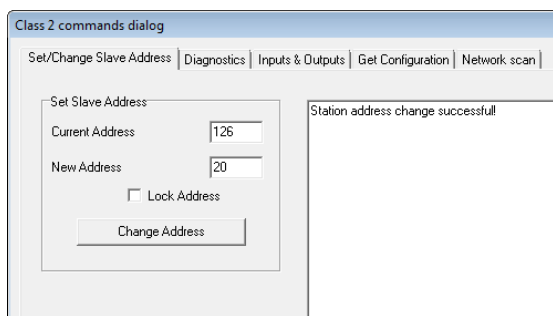 Class 2 commands dialog
Set/Change Slave Address Diagnostics Inputs & Outputs Get Configuration Network scan
Set Slave Address
Station address change successful!
Current Address 126
New Address 20
Lock Address
Change Address